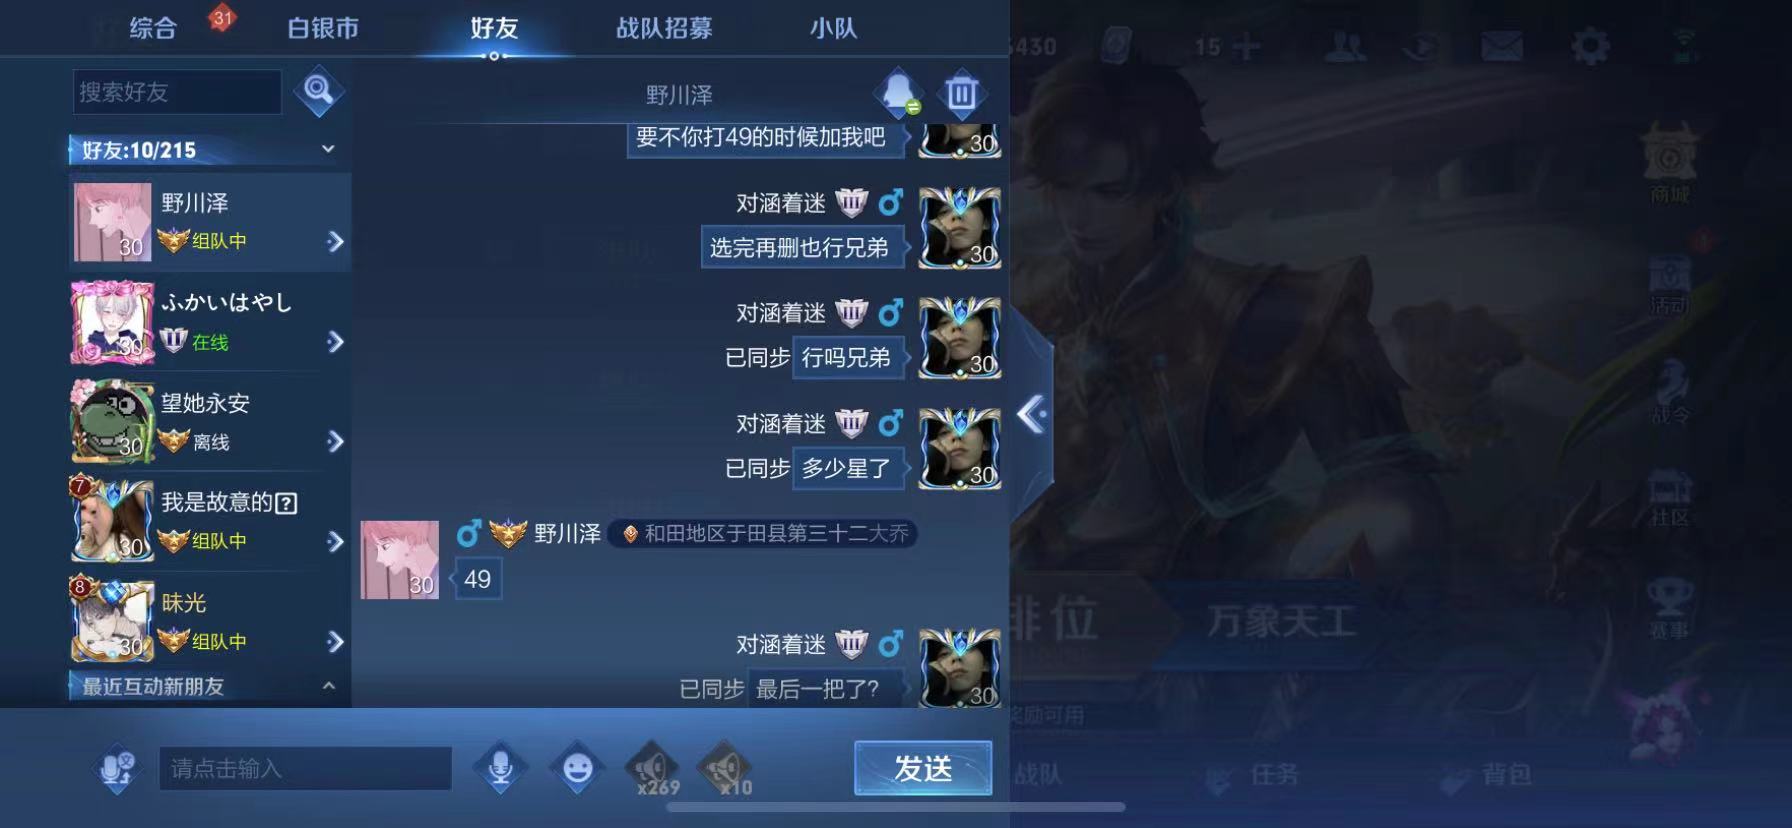 综合
31
白银市
好友
战队招募
小队
搜索好友
野川泽
好友:10/215
野川泽
30
组队中
ふかいはやし
30
在线
望她永安
30
离线
7
我是故意的?
30
组队中
8
昧光
30
组队中
最近互动新朋友
要不你打49的时候加我吧
30
对涵着迷
III
选完再删也行兄弟
30
对涵着迷
III
已同步
行吗兄弟
30
对涵着迷
III
已同步
多少星了
30
野川泽
和田地区于田县第三十二大乔
30
49
对涵着迷
III
已同步
最后一把了?
30
请点击输入
x269
x10
发送
15
商城
活动
战令
社区
赛事
排位
万象天工
奖励可用
战队
任务
背包